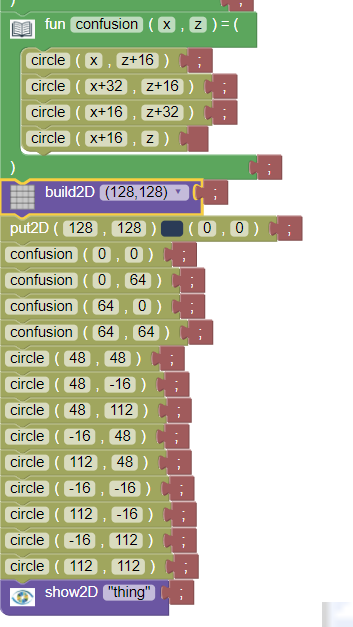 ) ;
fun confusion ( x , z ) = (
circle ( x , z+16 ) ;
circle ( x+32 , z+16 ) ;
circle ( x+16 , z+32 ) ;
circle ( x+16 , z ) ;
) ;
build2D (128,128) ▼ ;
put2D ( 128 , 128 ) ( 0 , 0 ) ;
confusion ( 0 , 0 ) ;
confusion ( 0 , 64 ) ;
confusion ( 64 , 0 ) ;
confusion ( 64 , 64 ) ;
circle ( 48 , 48 ) ;
circle ( 48 , -16 ) ;
circle ( 48 , 112 ) ;
circle ( -16 , 48 ) ;
circle ( 112 , 48 ) ;
circle ( -16 , -16 ) ;
circle ( 112 , -16 ) ;
circle ( -16 , 112 ) ;
circle ( 112 , 112 ) ;
show2D "thing" ;